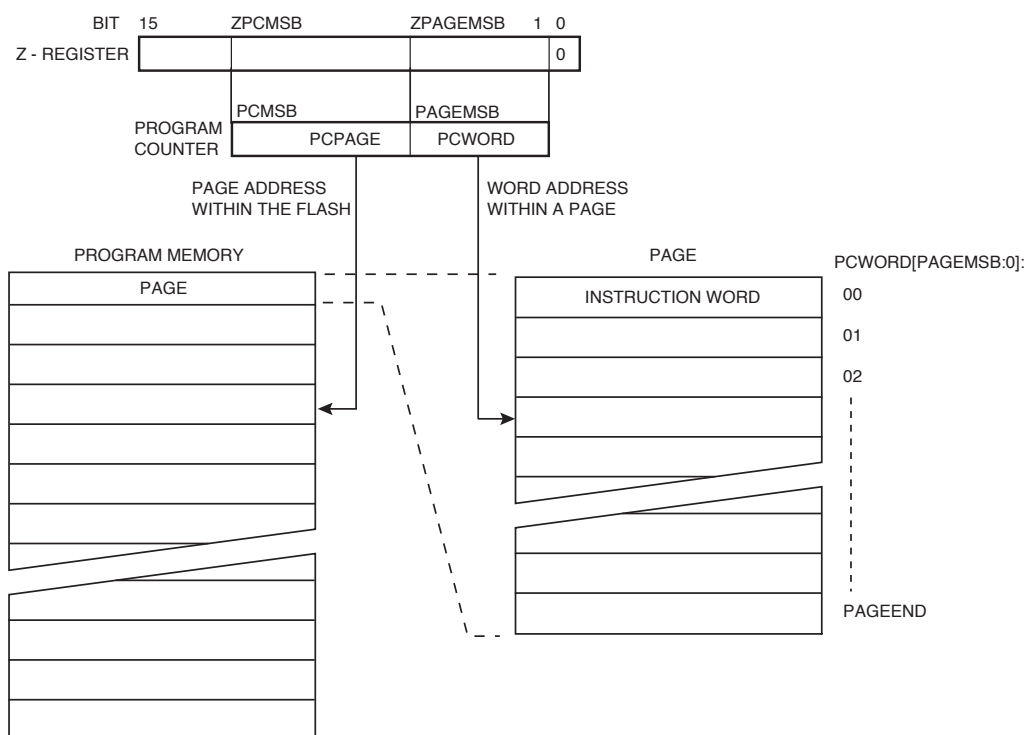 BIT 15 ZPCMSB ZPAGEMSB 1 0
Z - REGISTER 0
PCMSB PAGEMSB
PROGRAM
COUNTER
PCPAGE PCWORD
PAGE ADDRESS
WITHIN THE FLASH
WORD ADDRESS
WITHIN A PAGE
PROGRAM MEMORY
PAGE
PAGE
PCWORD[PAGEMSB:0]:
INSTRUCTION WORD 00
01
02
PAGEEND